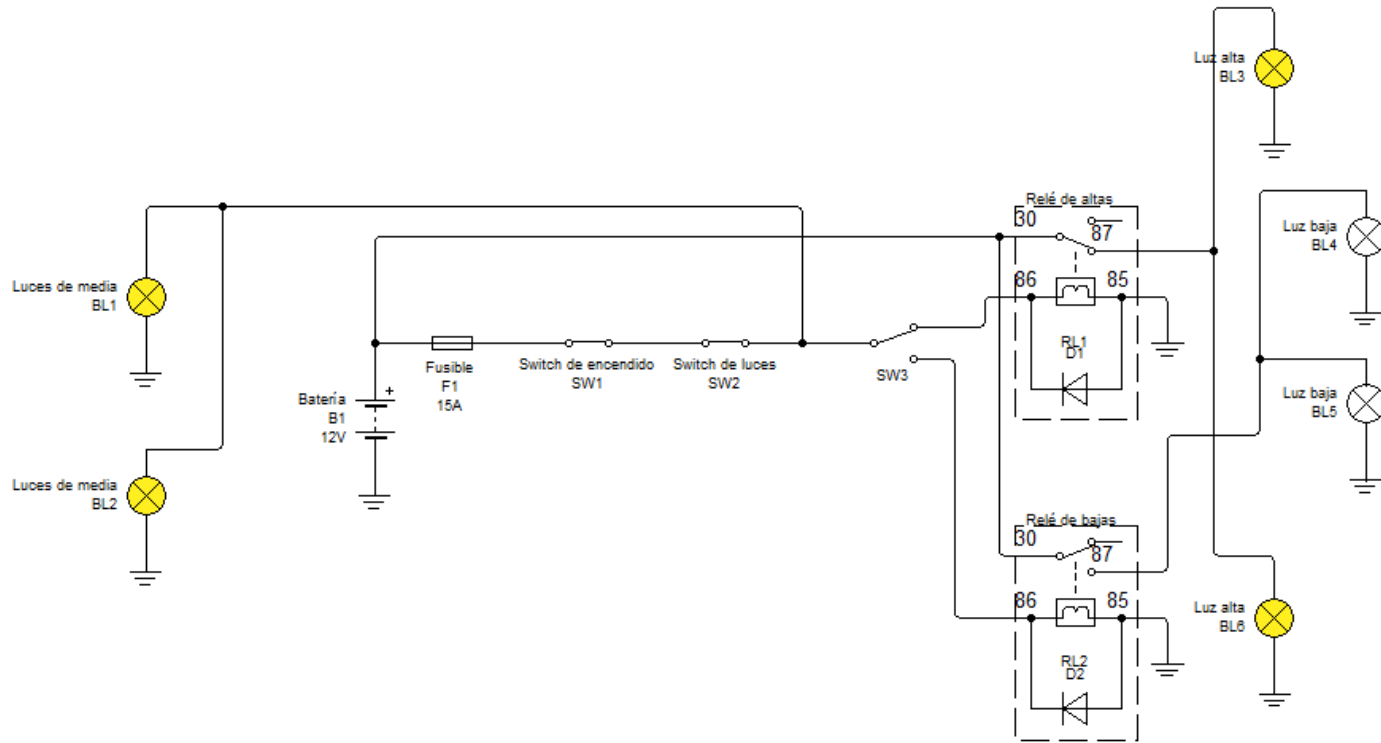 Luz alta
BL3
Relé de altas
30
87
Luz baja
BL4
86
85
Luces de media
BL1
RL1
D1
Fusible
F1
15A
Switch de encendido
SW1
Switch de luces
SW2
SW3
Batería
B1
12V
+
Luz baja
BL5
Luces de media
BL2
Relé de bajas
30
87
86
85
Luz alta
BL6
RL2
D2